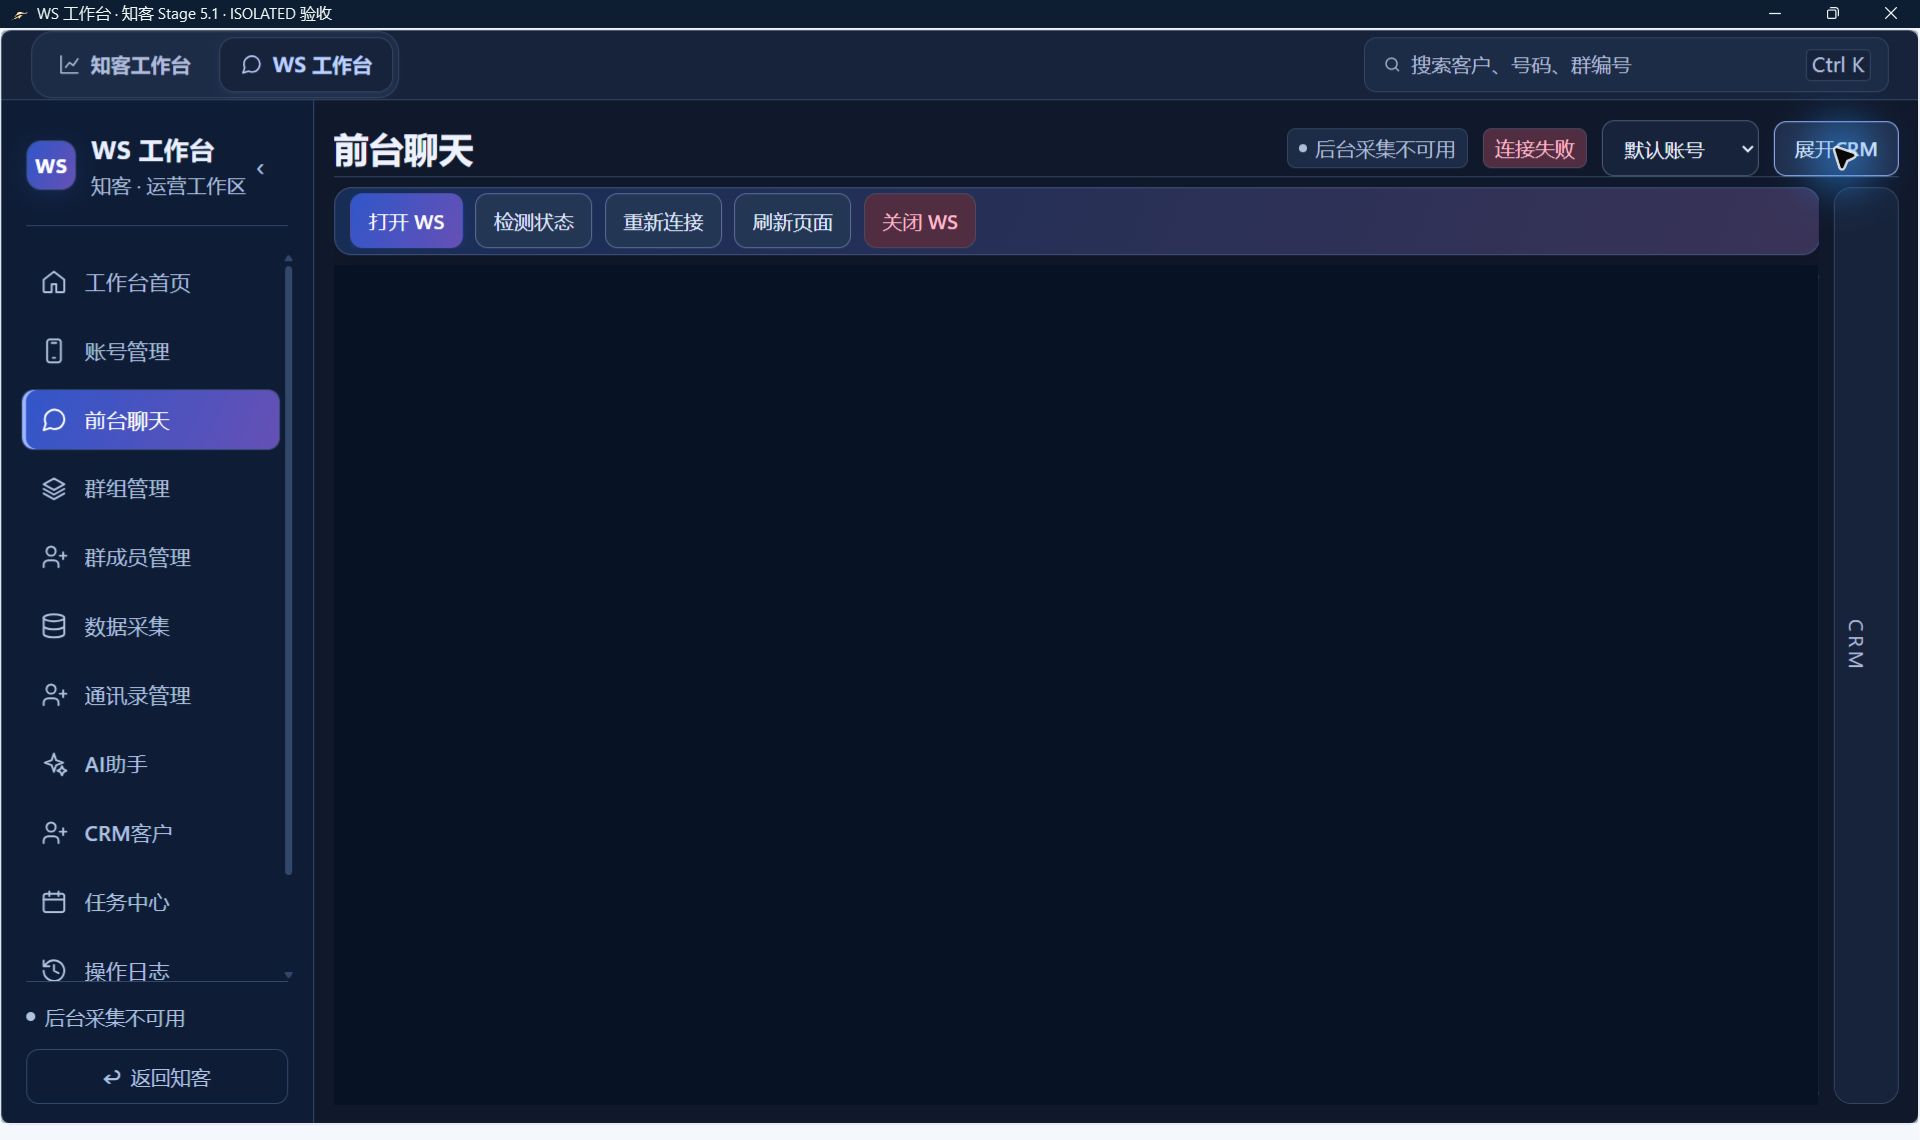 WS 工作台 · 知客 Stage 5.1 · ISOLATED 验收
知客工作台
WS 工作台
搜索客户、号码、群编号
Ctrl K
WS
WS 工作台
知客 · 运营工作区
前台聊天
后台采集不可用
连接失败
默认账号
展开CRM
打开 WS
检测状态
重新连接
刷新页面
关闭 WS
工作台首页
账号管理
前台聊天
群组管理
群成员管理
数据采集
通讯录管理
AI助手
CRM客户
任务中心
操作日志
CRM
后台采集不可用
返回知客